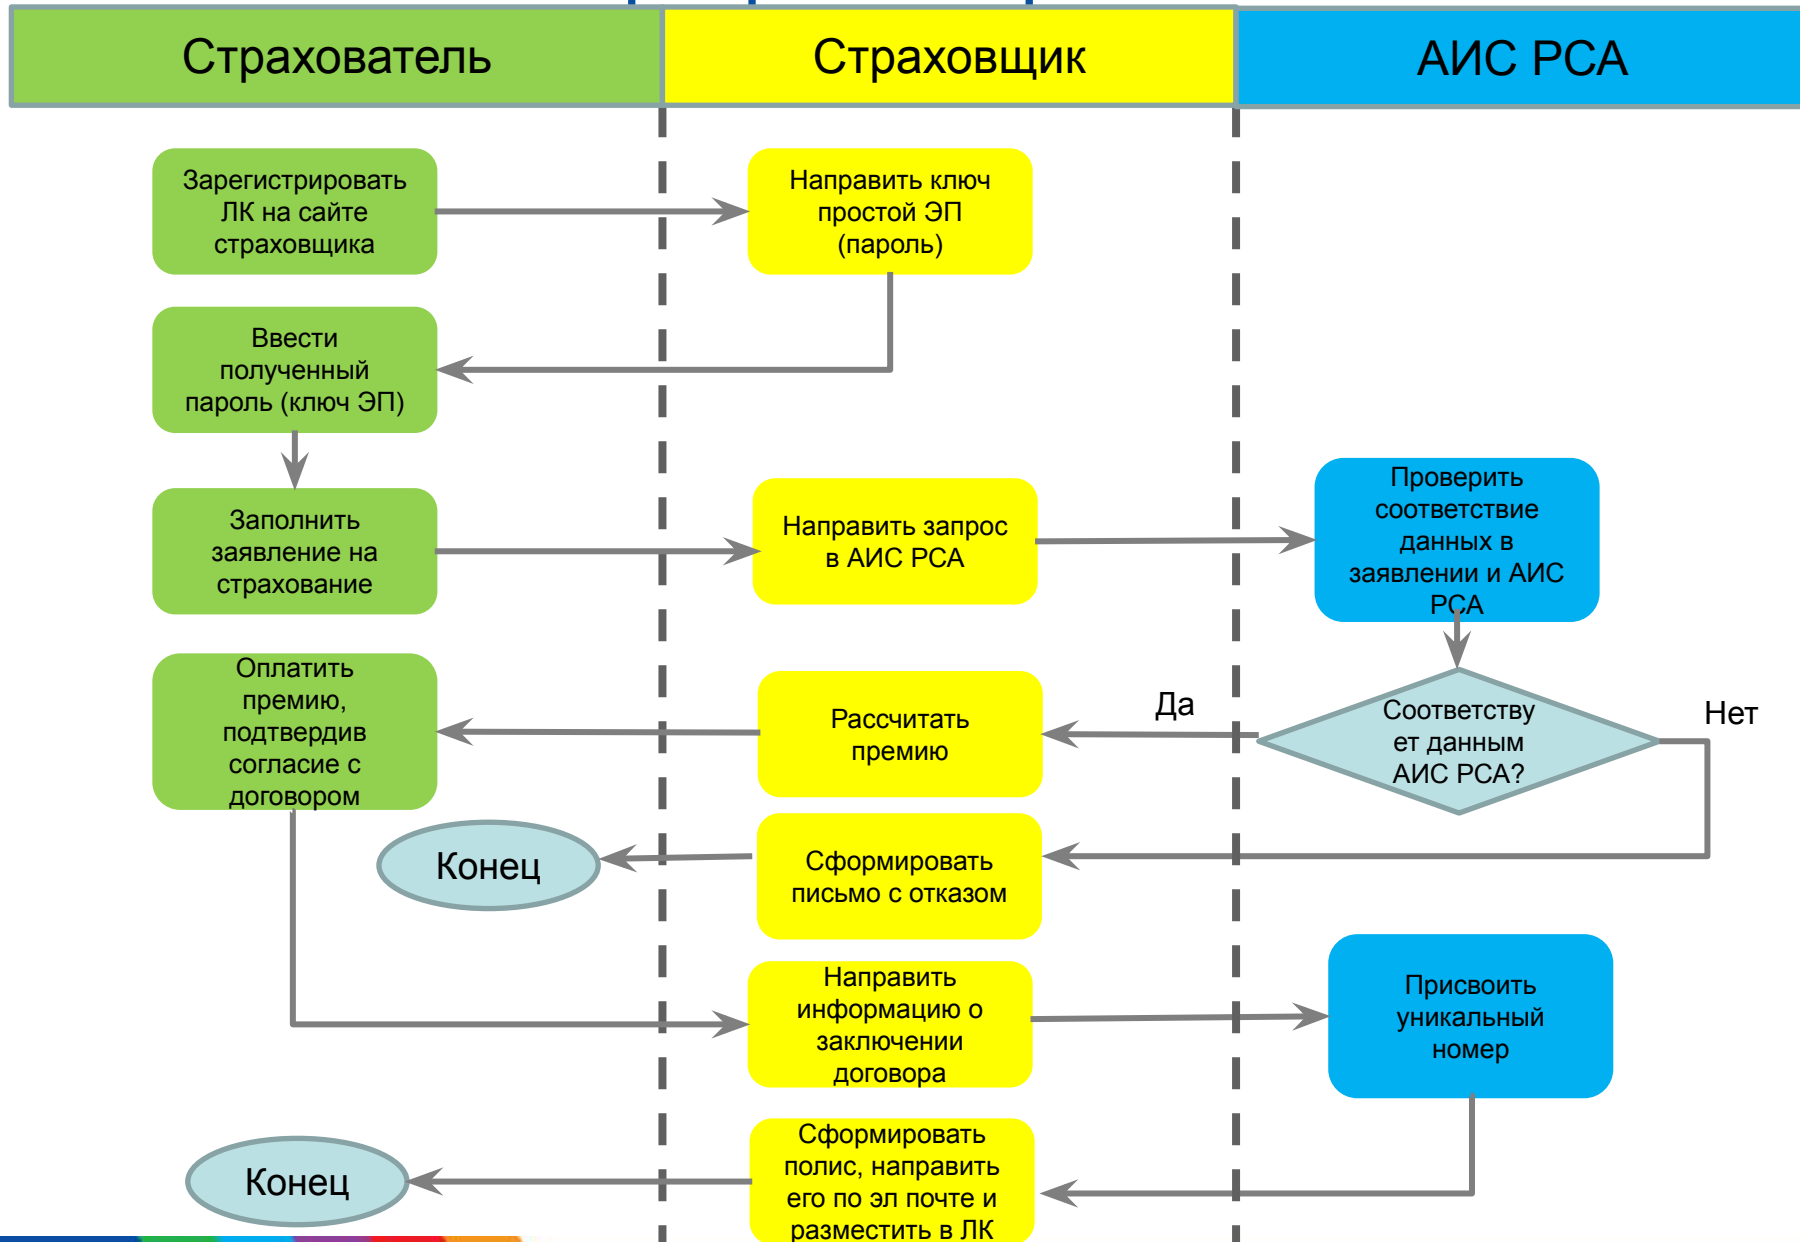 Страхователь
Страховщик
АИС РСА
Зарегистрировать
ЛК на сайте
страховщика
Направить ключ
простой ЭП
(пароль)
Ввести
полученный
пароль (ключ ЭП)
Заполнить
заявление на
страхование
Направить запрос
в АИС РСА
Проверить
соответствие
данных в
заявлении и АИС
РСА
Оплатить
премию,
подтвердив
согласие с
договором
Рассчитать
премию
Да
Соответству
ет данным
АИС РСА?
Нет
Конец
Сформировать
письмо с отказом
Направить
информацию о
заключении
договора
Присвоить
уникальный
номер
Конец
Сформировать
полис, направить
его по эл почте и
разместить в ЛК